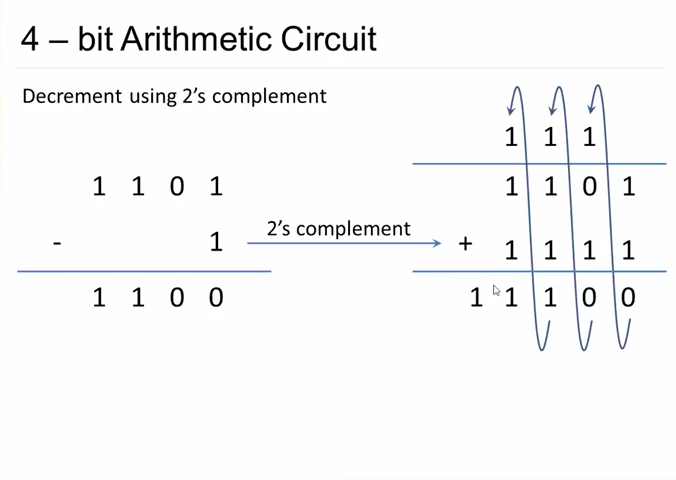 4 – bit Arithmetic Circuit
Decrement using 2's complement
1 1 0 1
- 1
1 1 0 0
2's complement
1 1 1
1 1 0 1
+ 1 1 1 1
1 1 1 0 0